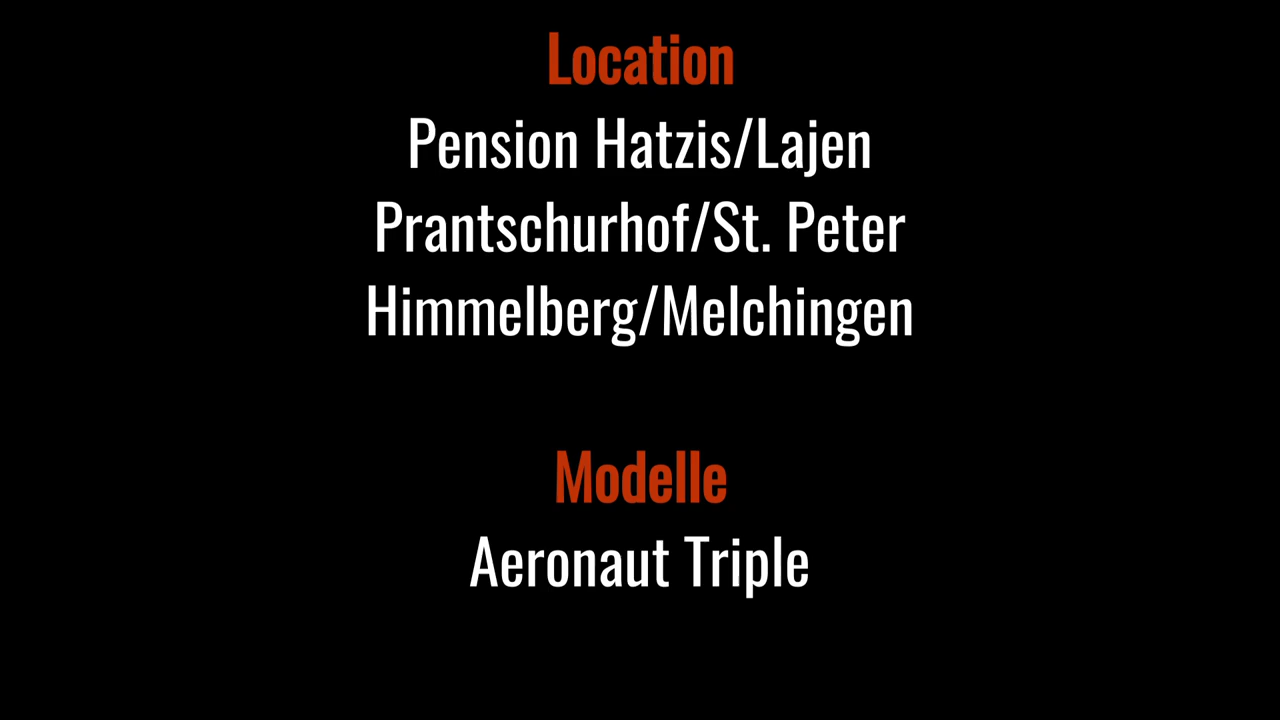 Location
Pension Hatzis/Lajen
Prantschurhof/St. Peter
Himmelberg/Melchingen
Modelle
Aeronaut Triple